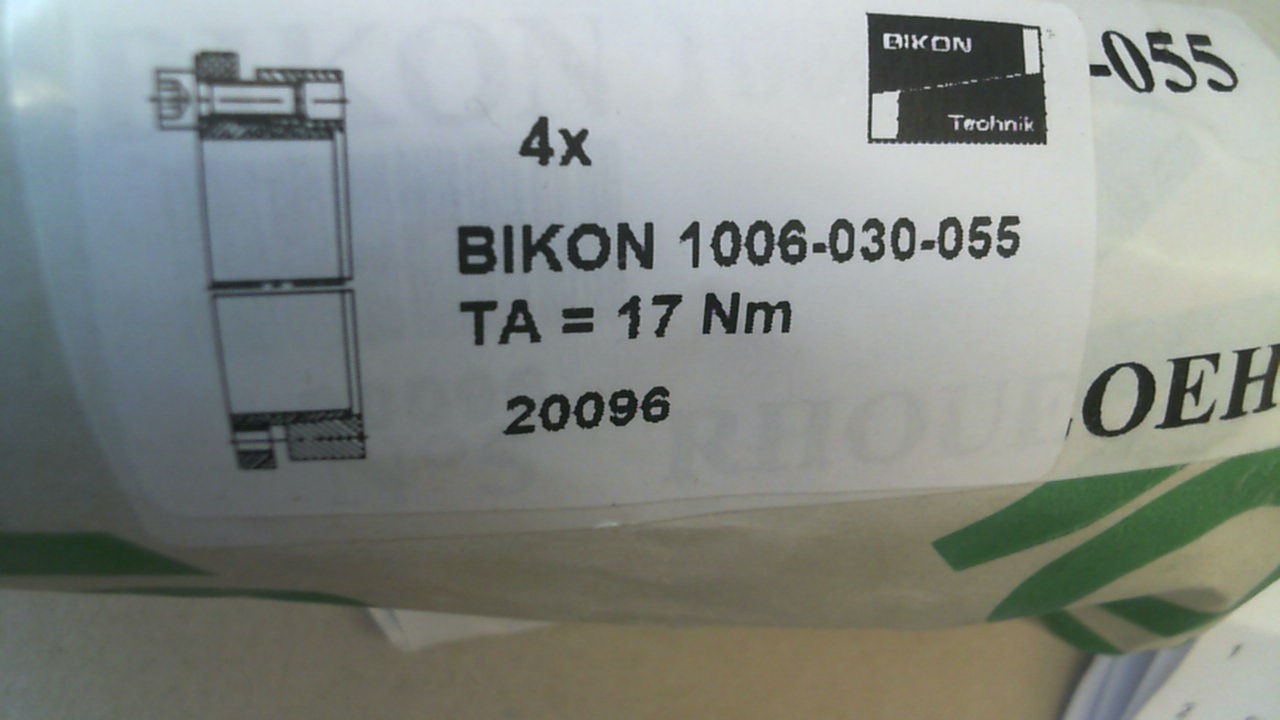 BIKON
Technik
-055
4x
BIKON 1006-030-055
TA = 17 Nm
20096
OEH